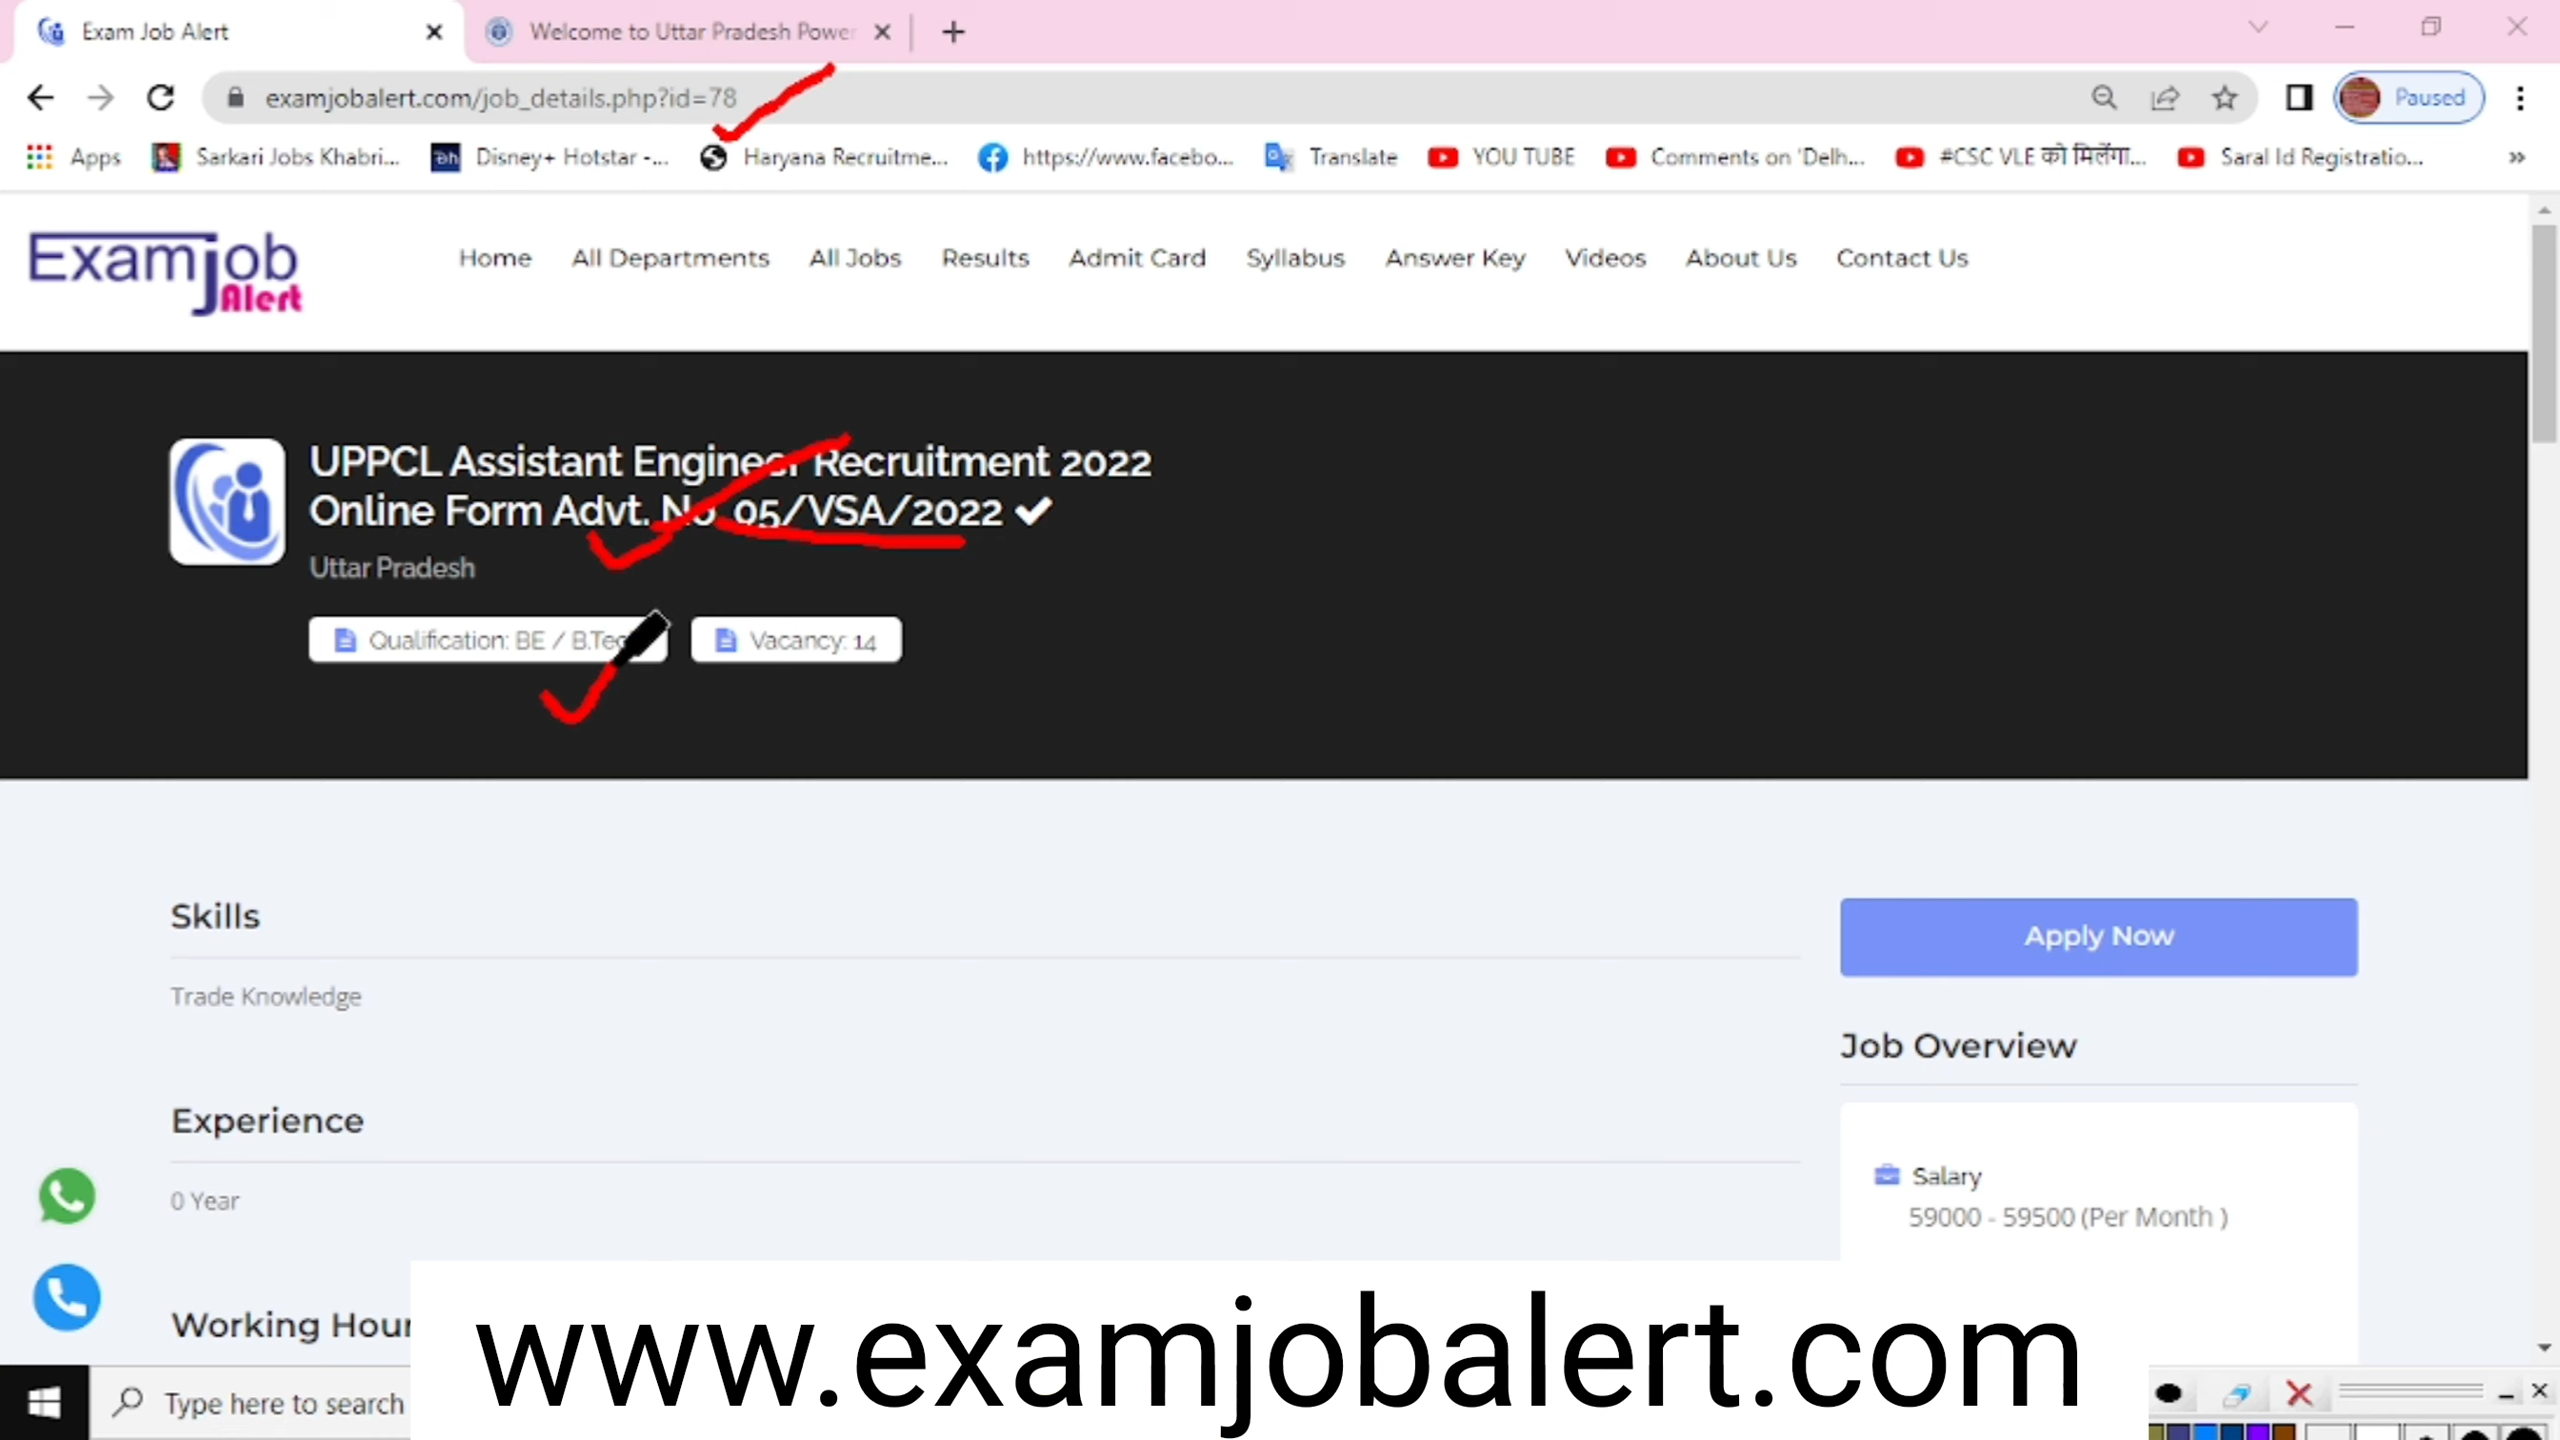 Exam Job Alert
Welcome to Uttar Pradesh Power
examjobalert.com/job_details.php?id=78
Paused
Apps
Sarkari Jobs Khabri...
Disney+ Hotstar -...
Haryana Recruitme...
https://www.facebo...
Translate
YOU TUBE
Comments on 'Delh...
#CSC VLE को मिलेंगा...
Saral Id Registratio...
Examjob Alert
Home
All Departments
All Jobs
Results
Admit Card
Syllabus
Answer Key
Videos
About Us
Contact Us
UPPCL Assistant Engineer Recruitment 2022
Online Form Advt. No 05/VSA/2022
Uttar Pradesh
Qualification: BE / B.Tec
Vacancy: 14
Skills
Trade Knowledge
Apply Now
Job Overview
Experience
0 Year
Salary
59000 - 59500 (Per Month )
Working Hour
www.examjobalert.com
Type here to search